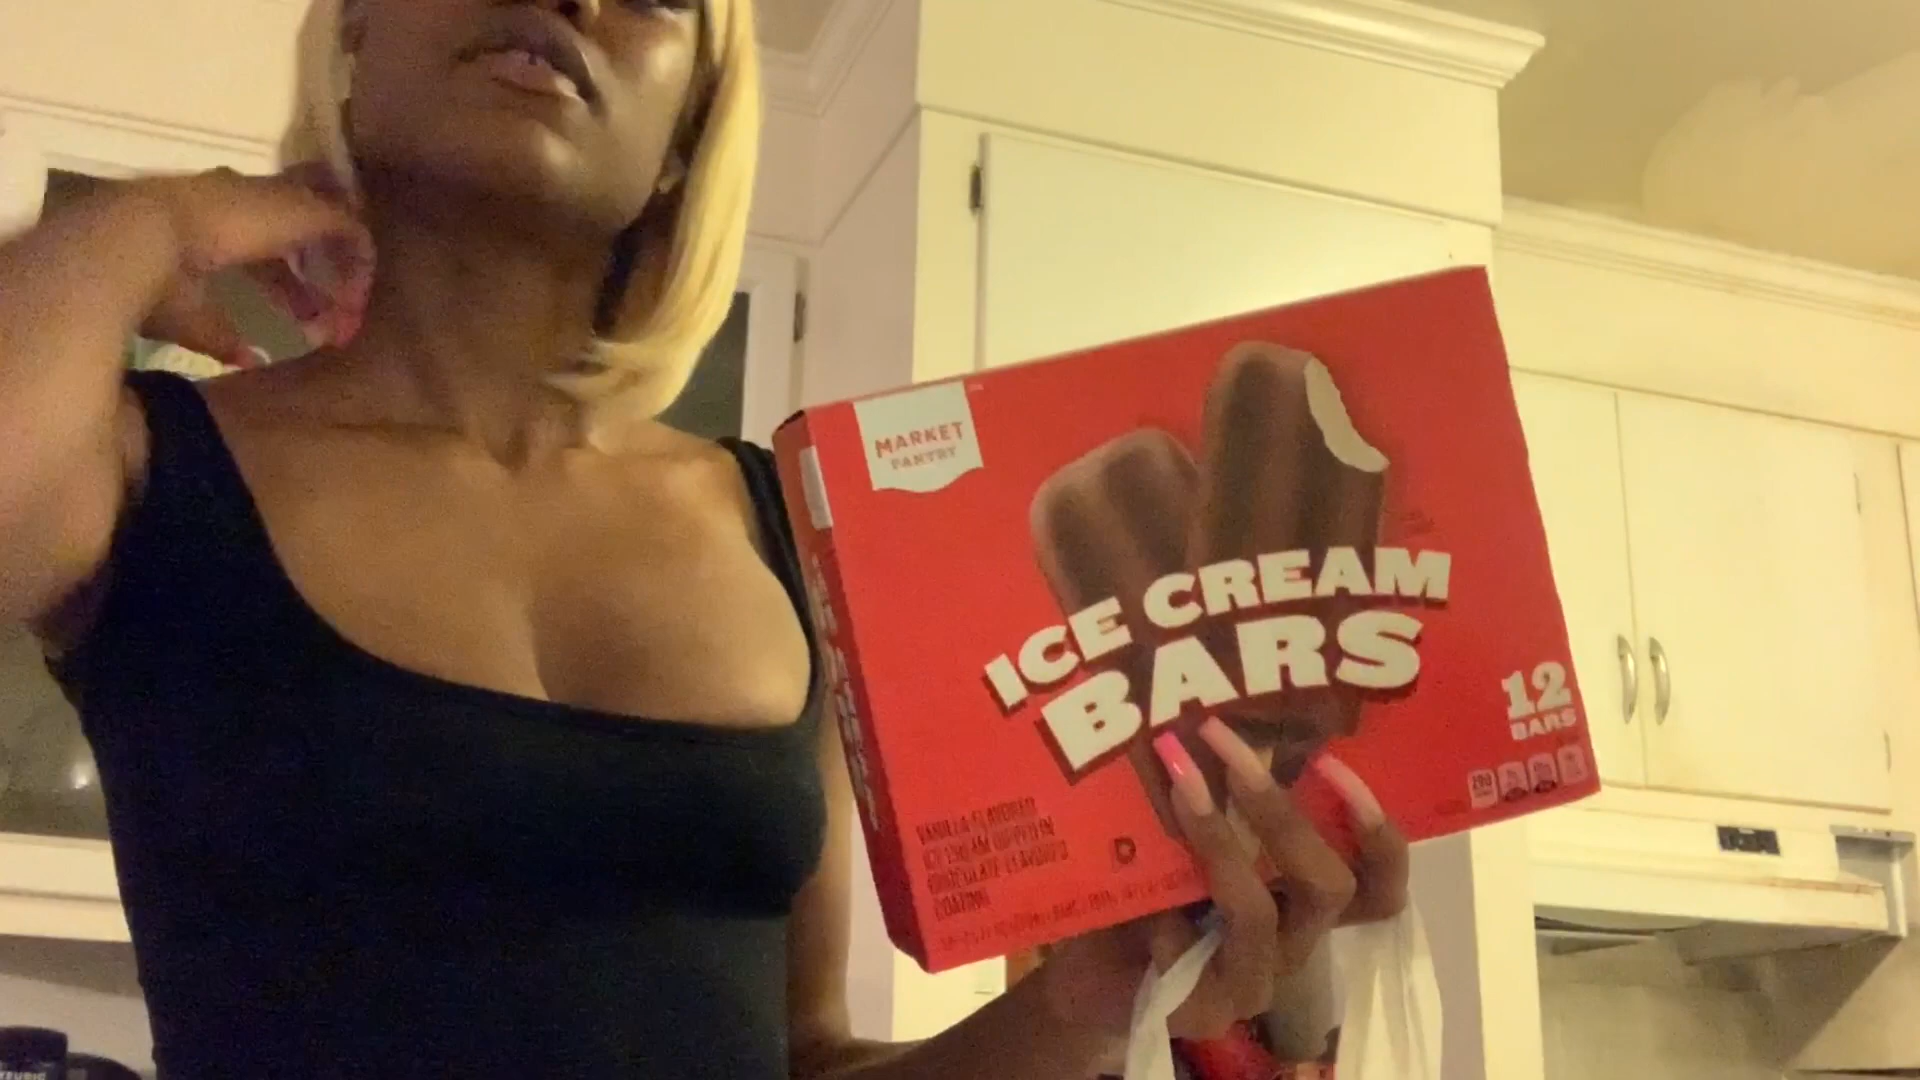 MARKET
PANTRY
ICE CREAM
BARS
12
BARS
VANILLA FLAVORED
ICE CREAM DIPPED IN
CHOCOLATE FLAVORED
COATING
D